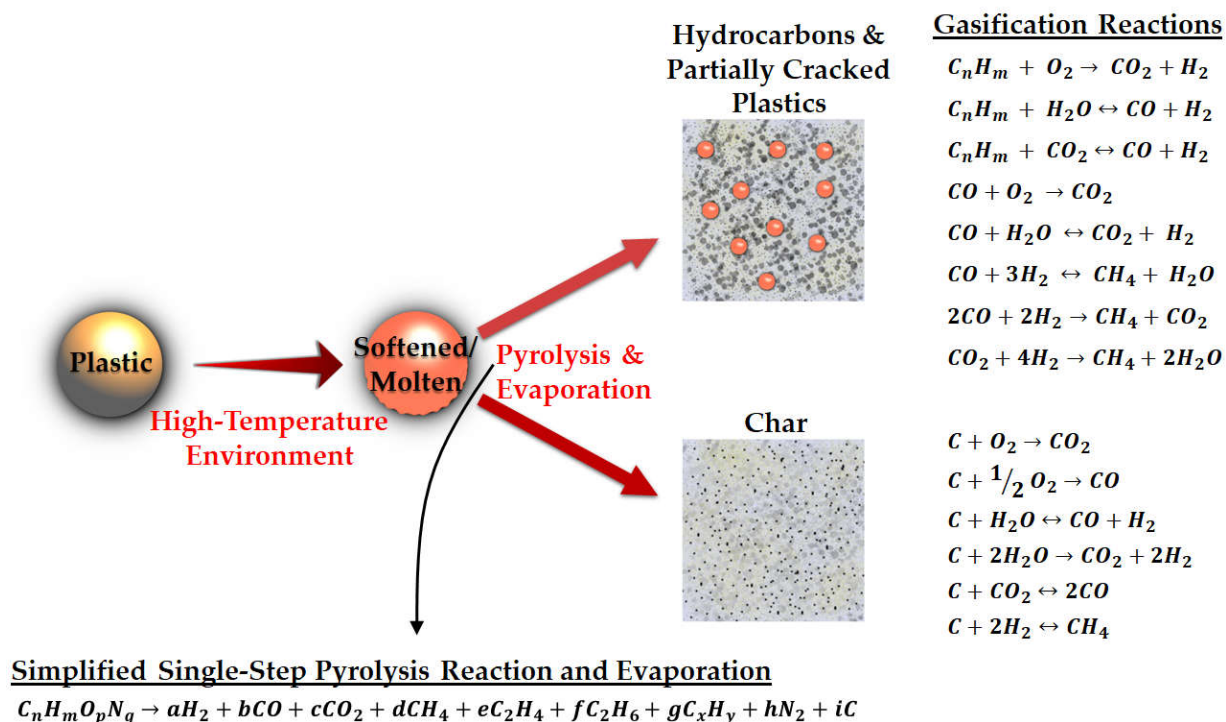 Hydrocarbons &
Partially Cracked
Plastics
Gasification Reactions
CₙHₘ + O₂ → CO₂ + H₂
CₙHₘ + H₂O ↔ CO + H₂
CₙHₘ + CO₂ ↔ CO + H₂
CO + O₂ → CO₂
CO + H₂O ↔ CO₂ + H₂
CO + 3H₂ ↔ CH₄ + H₂O
2CO + 2H₂ → CH₄ + CO₂
CO₂ + 4H₂ → CH₄ + 2H₂O
Plastic
High-Temperature
Environment
Softened/
Molten
Pyrolysis &
Evaporation
Char
C + O₂ → CO₂
C + 1/2 O₂ → CO
C + H₂O ↔ CO + H₂
C + 2H₂O → CO₂ + 2H₂
C + CO₂ ↔ 2CO
C + 2H₂ ↔ CH₄
Simplified Single-Step Pyrolysis Reaction and Evaporation
CₙHₘOₚN_q → aH₂ + bCO + cCO₂ + dCH₄ + eC₂H₄ + fC₂H₆ + gCₓH_y + hN₂ + iC